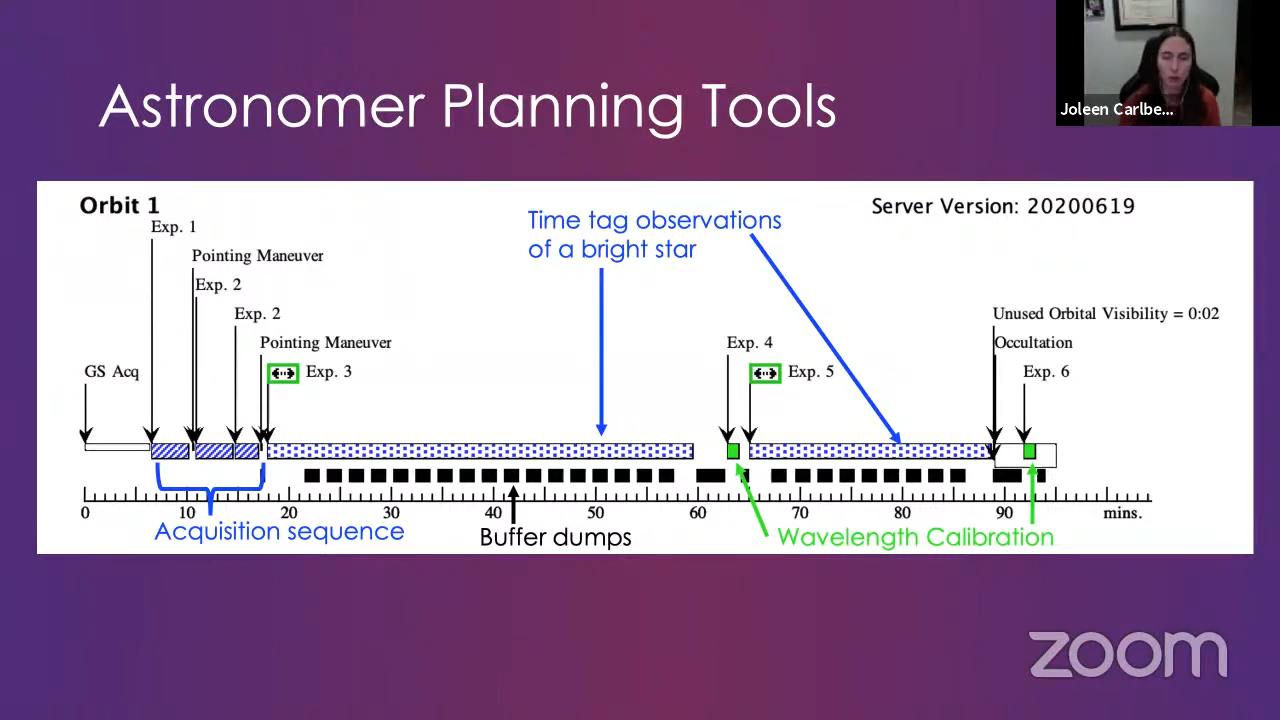 Astronomer Planning Tools
Joleen Carlbe...
Orbit 1
Server Version: 20200619
Exp. 1
Time tag observations
of a bright star
Pointing Maneuver
Exp. 2
Exp. 2
Unused Orbital Visibility = 0:02
Pointing Maneuver
Exp. 4
Occultation
GS Acq
Exp. 3
Exp. 5
Exp. 6
0 10 20 30 40 50 60 70 80 90 mins.
Acquisition sequence
Buffer dumps
Wavelength Calibration
zoom